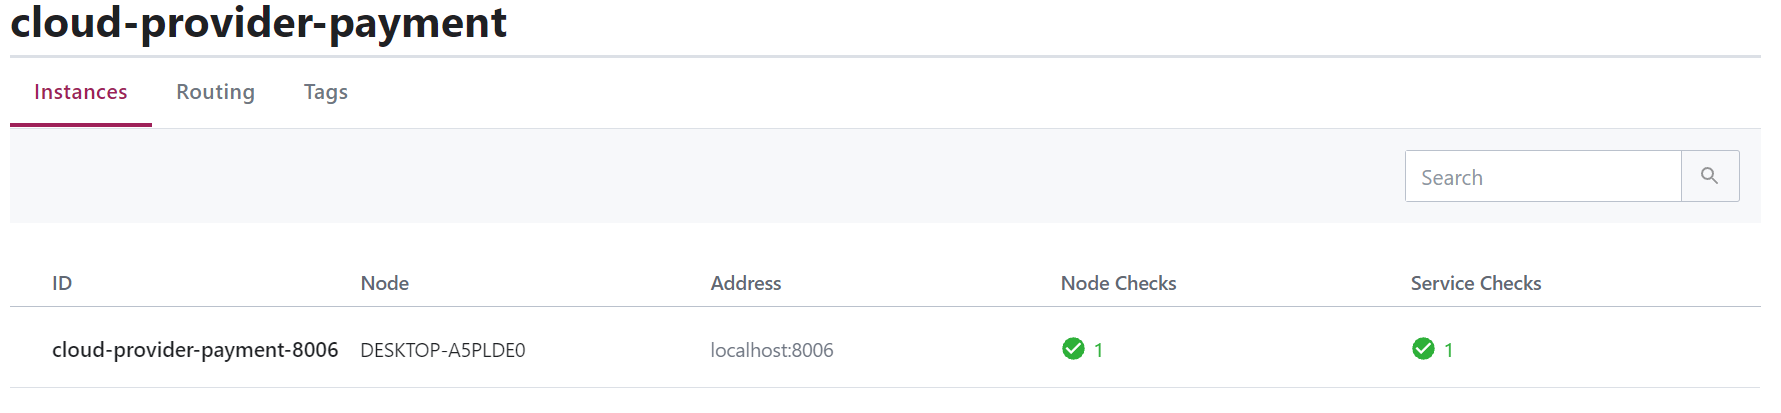 cloud-provider-payment
Instances Routing Tags
Search
ID Node Address Node Checks Service Checks
cloud-provider-payment-8006 DESKTOP-A5PLDE0 localhost:8006 1 1